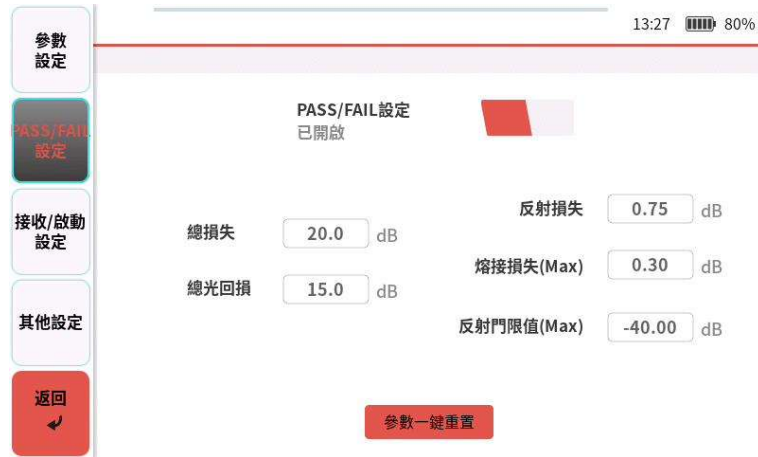 13:27 80%
參數
設定
PASS/FAIL
設定
接收/啟動
設定
其他設定
返回
PASS/FAIL設定
已開啟
總損失 20.0 dB
總光回損 15.0 dB
反射損失 0.75 dB
熔接損失(Max) 0.30 dB
反射門限值(Max) -40.00 dB
參數一鍵重置